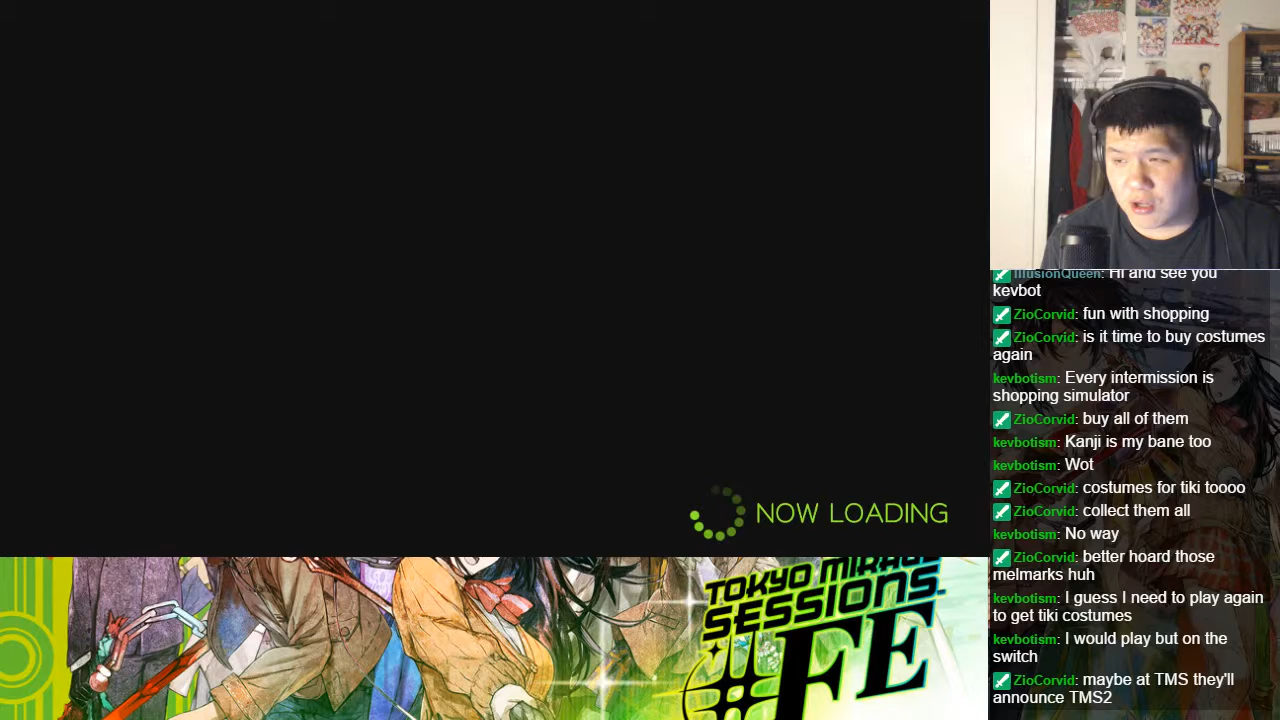 IllusionQueen: Hi and see you
kevbot
ZioCorvid: fun with shopping
ZioCorvid: is it time to buy costumes
again
kevbotism: Every intermission is
shopping simulator
ZioCorvid: buy all of them
kevbotism: Kanji is my bane too
kevbotism: Wot
ZioCorvid: costumes for tiki toooo
ZioCorvid: collect them all
kevbotism: No way
ZioCorvid: better hoard those
melmarks huh
kevbotism: I guess I need to play again
to get tiki costumes
kevbotism: I would play but on the
switch
ZioCorvid: maybe at TMS they'll
announce TMS2
NOW LOADING
TOKYO MIRAGE
SESSIONS
#FE